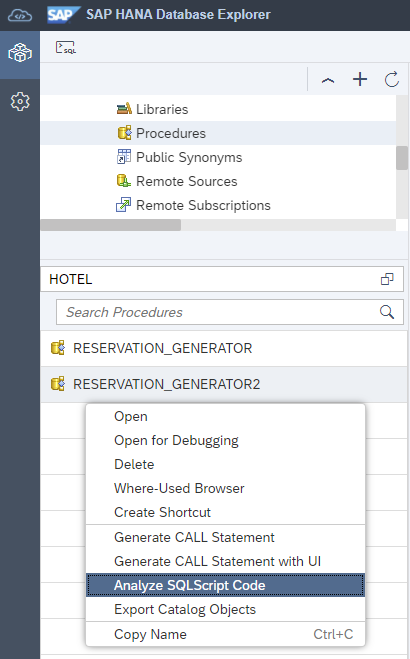 SAP SAP HANA Database Explorer
SQL
Libraries
Procedures
Public Synonyms
Remote Sources
Remote Subscriptions
HOTEL
Search Procedures
RESERVATION_GENERATOR
RESERVATION_GENERATOR2
Open
Open for Debugging
Delete
Where-Used Browser
Create Shortcut
Generate CALL Statement
Generate CALL Statement with UI
Analyze SQLScript Code
Export Catalog Objects
Copy Name Ctrl+C